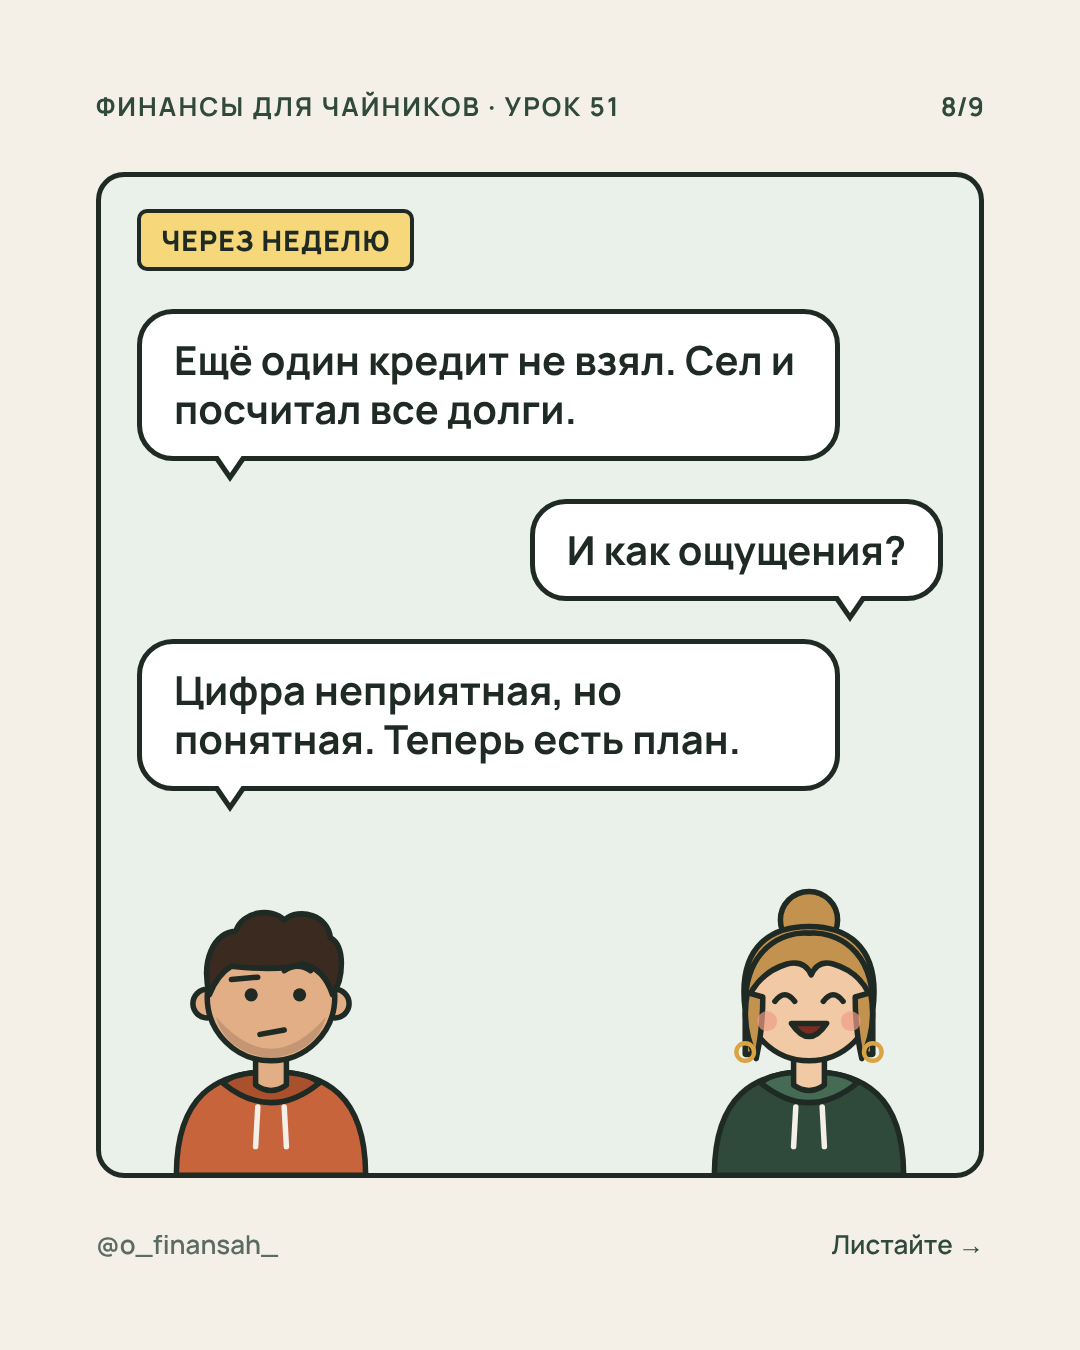 ФИНАНСЫ ДЛЯ ЧАЙНИКОВ · УРОК 51
8/9
ЧЕРЕЗ НЕДЕЛЮ
Ещё один кредит не взял. Сел и
посчитал все долги.
И как ощущения?
Цифра неприятная, но
понятная. Теперь есть план.
@o_finansah_
Листайте →